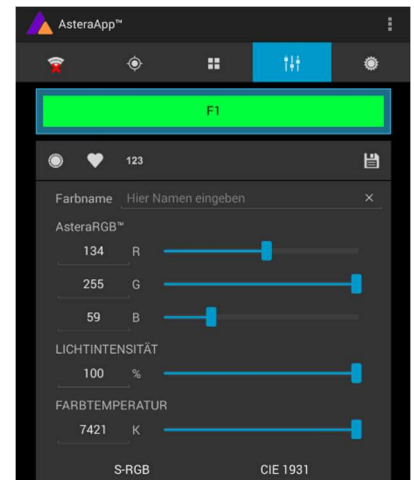 AsteraApp™
F1
123
Farbname Hier Namen eingeben
AsteraRGB™
134 R
255 G
59 B
LICHTINTENSITÄT
100 %
FARBTEMPERATUR
7421 K
S-RGB CIE 1931